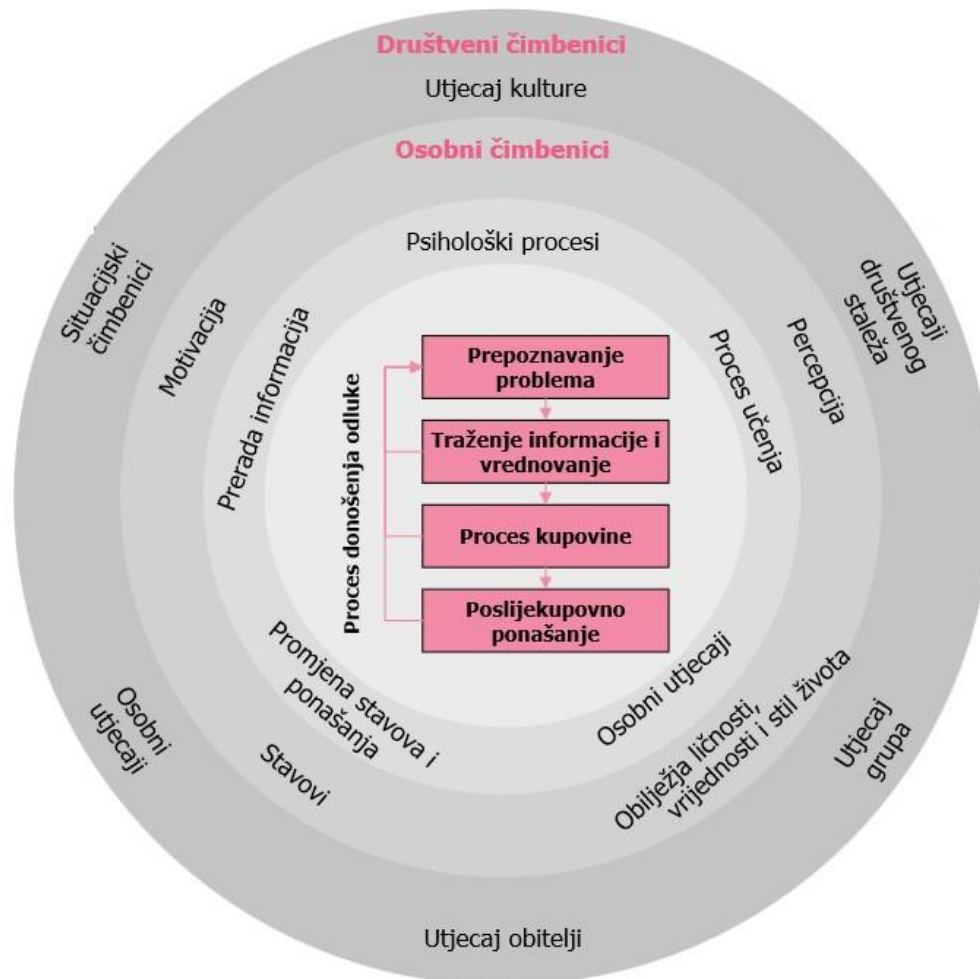 Društveni čimbenici
Utjecaj kulture
Osobni čimbenici
Psihološki procesi
Situacijski
čimbenici
Motivacija
Prerada informacija
Proces učenja
Percepcija
Utjecaji
društvenog
staleža
Proces donošenja odluke
Prepoznavanje
problema
Traženje informacije i
vrednovanje
Proces kupovine
Poslijekupovno
ponašanje
Osobni
utjecaji
Stavovi
Promjena stavova i
ponašanja
Osobni utjecaji
Obilježja ličnosti,
vrijednosti i stil života
Utjecaj
grupa
Utjecaj obitelji